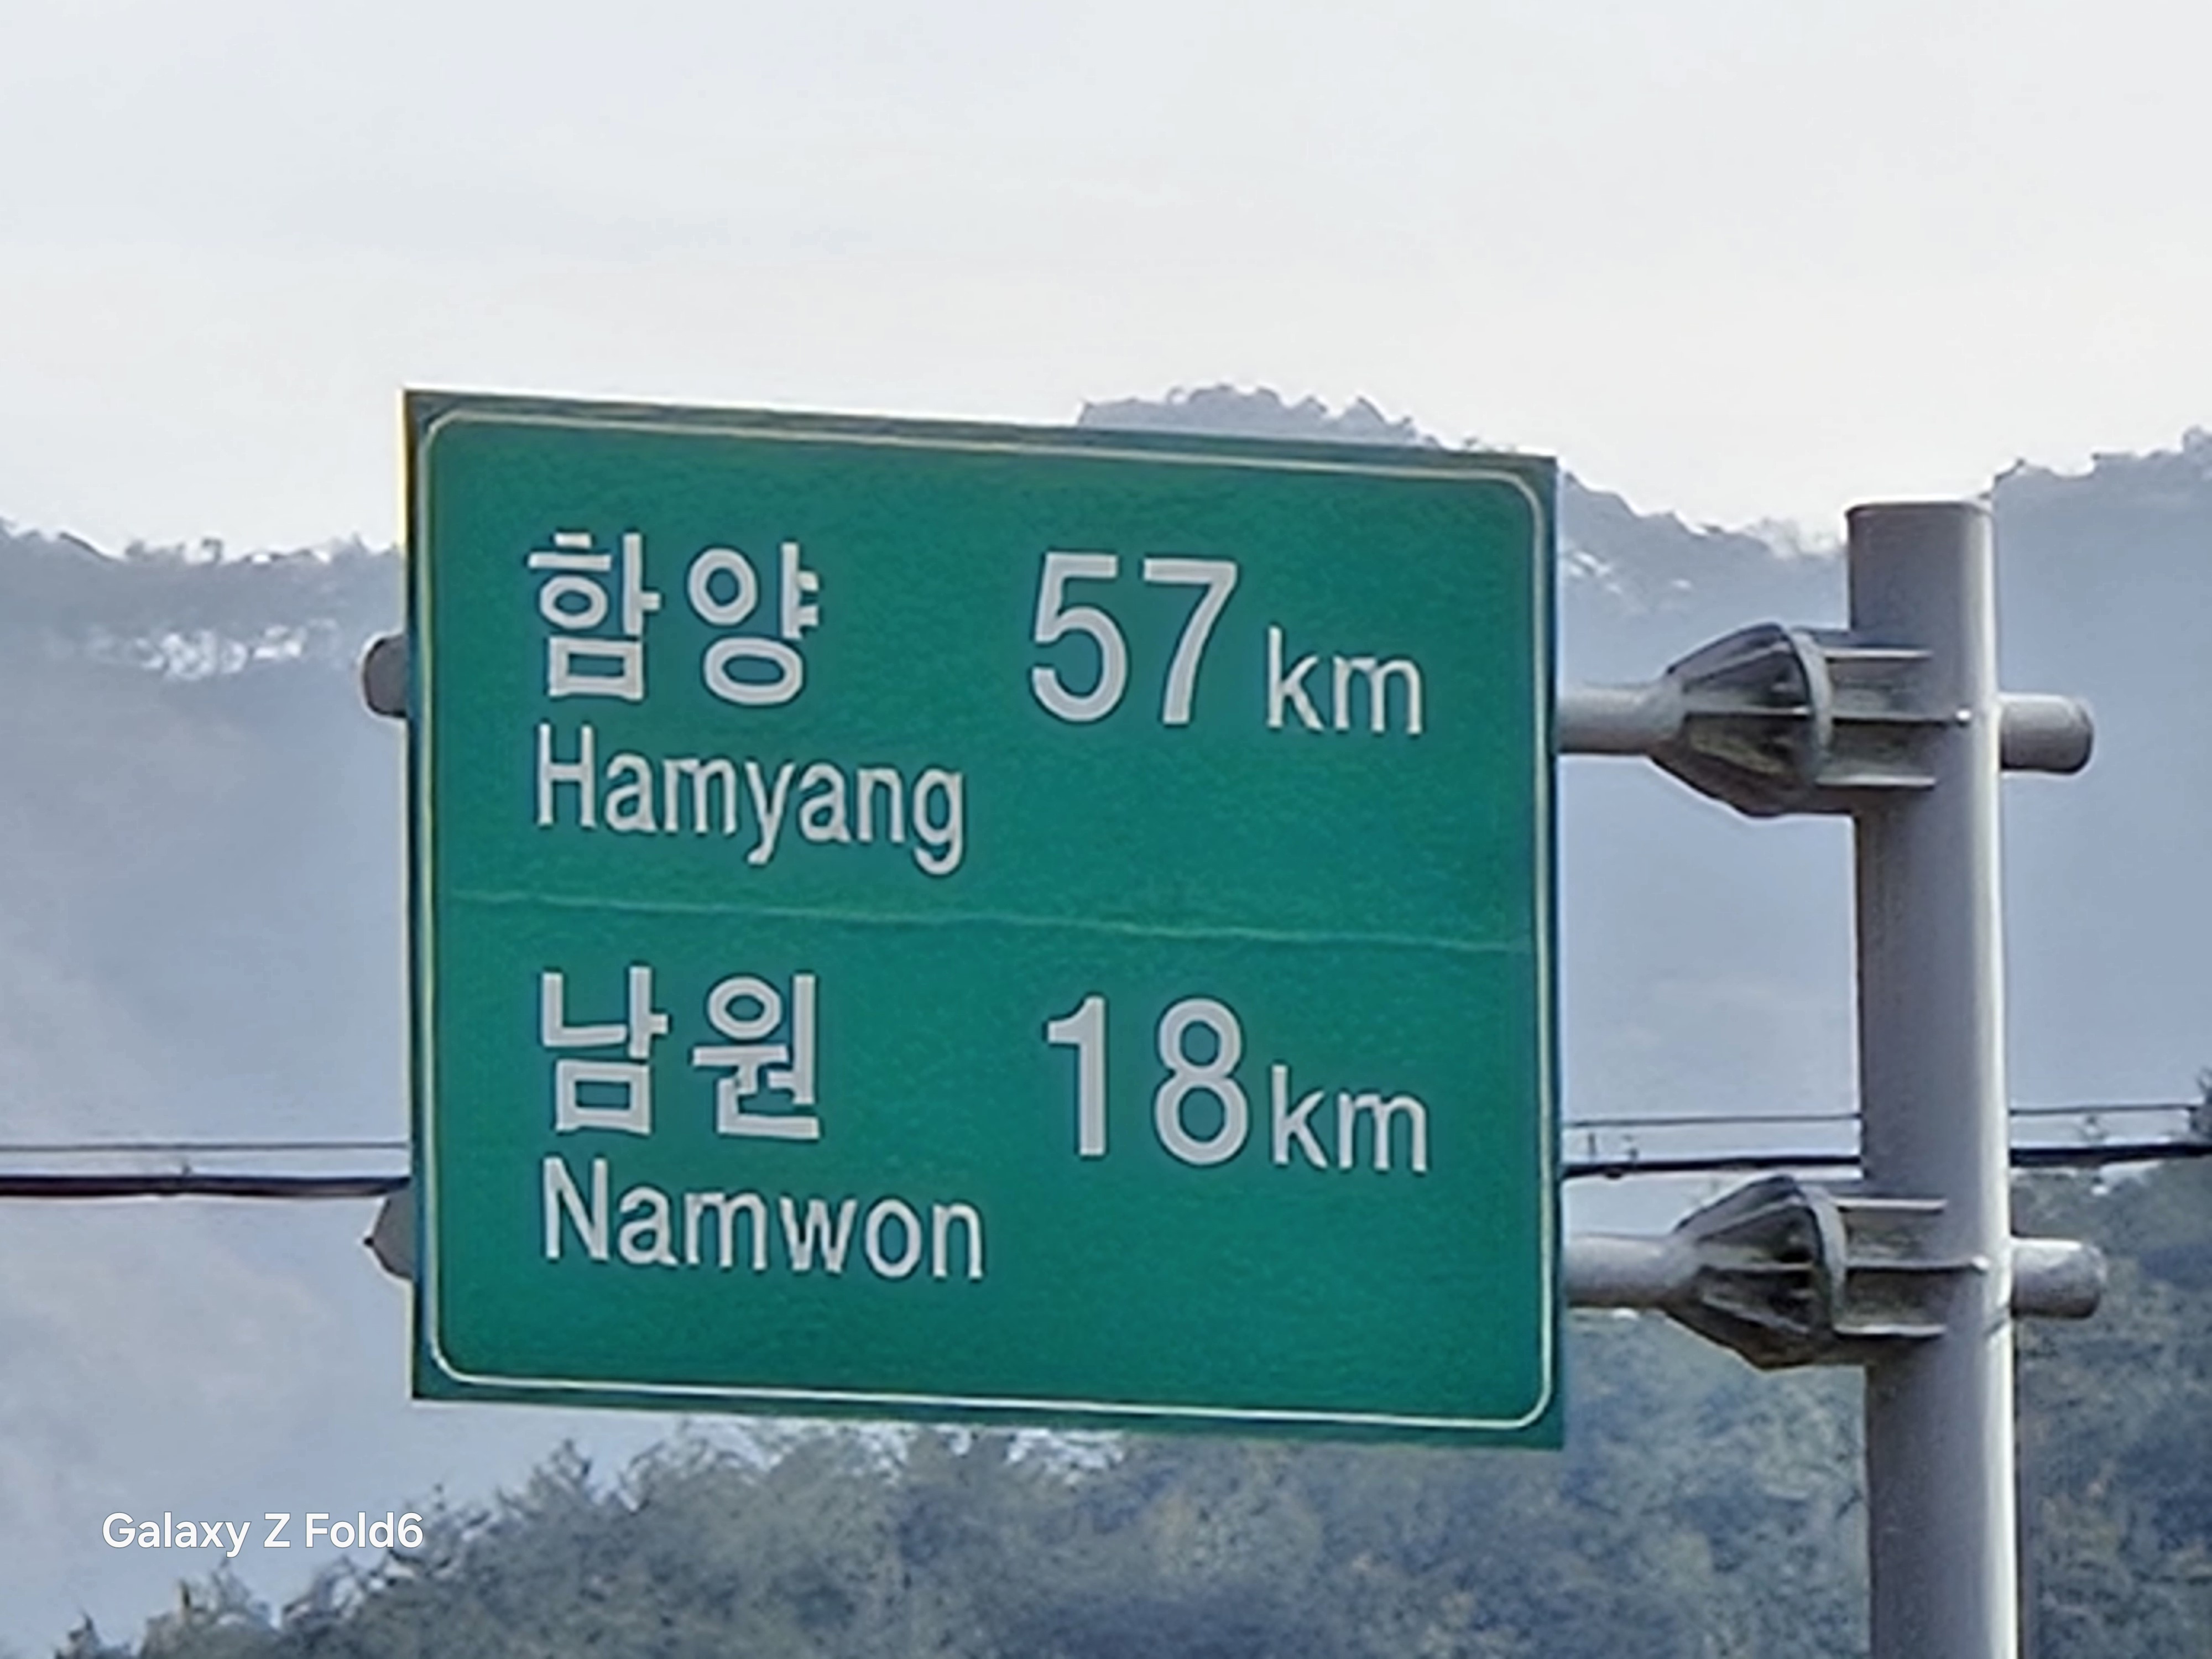 함양 57 km
Hamyang
남원 18 km
Namwon
Galaxy Z Fold6